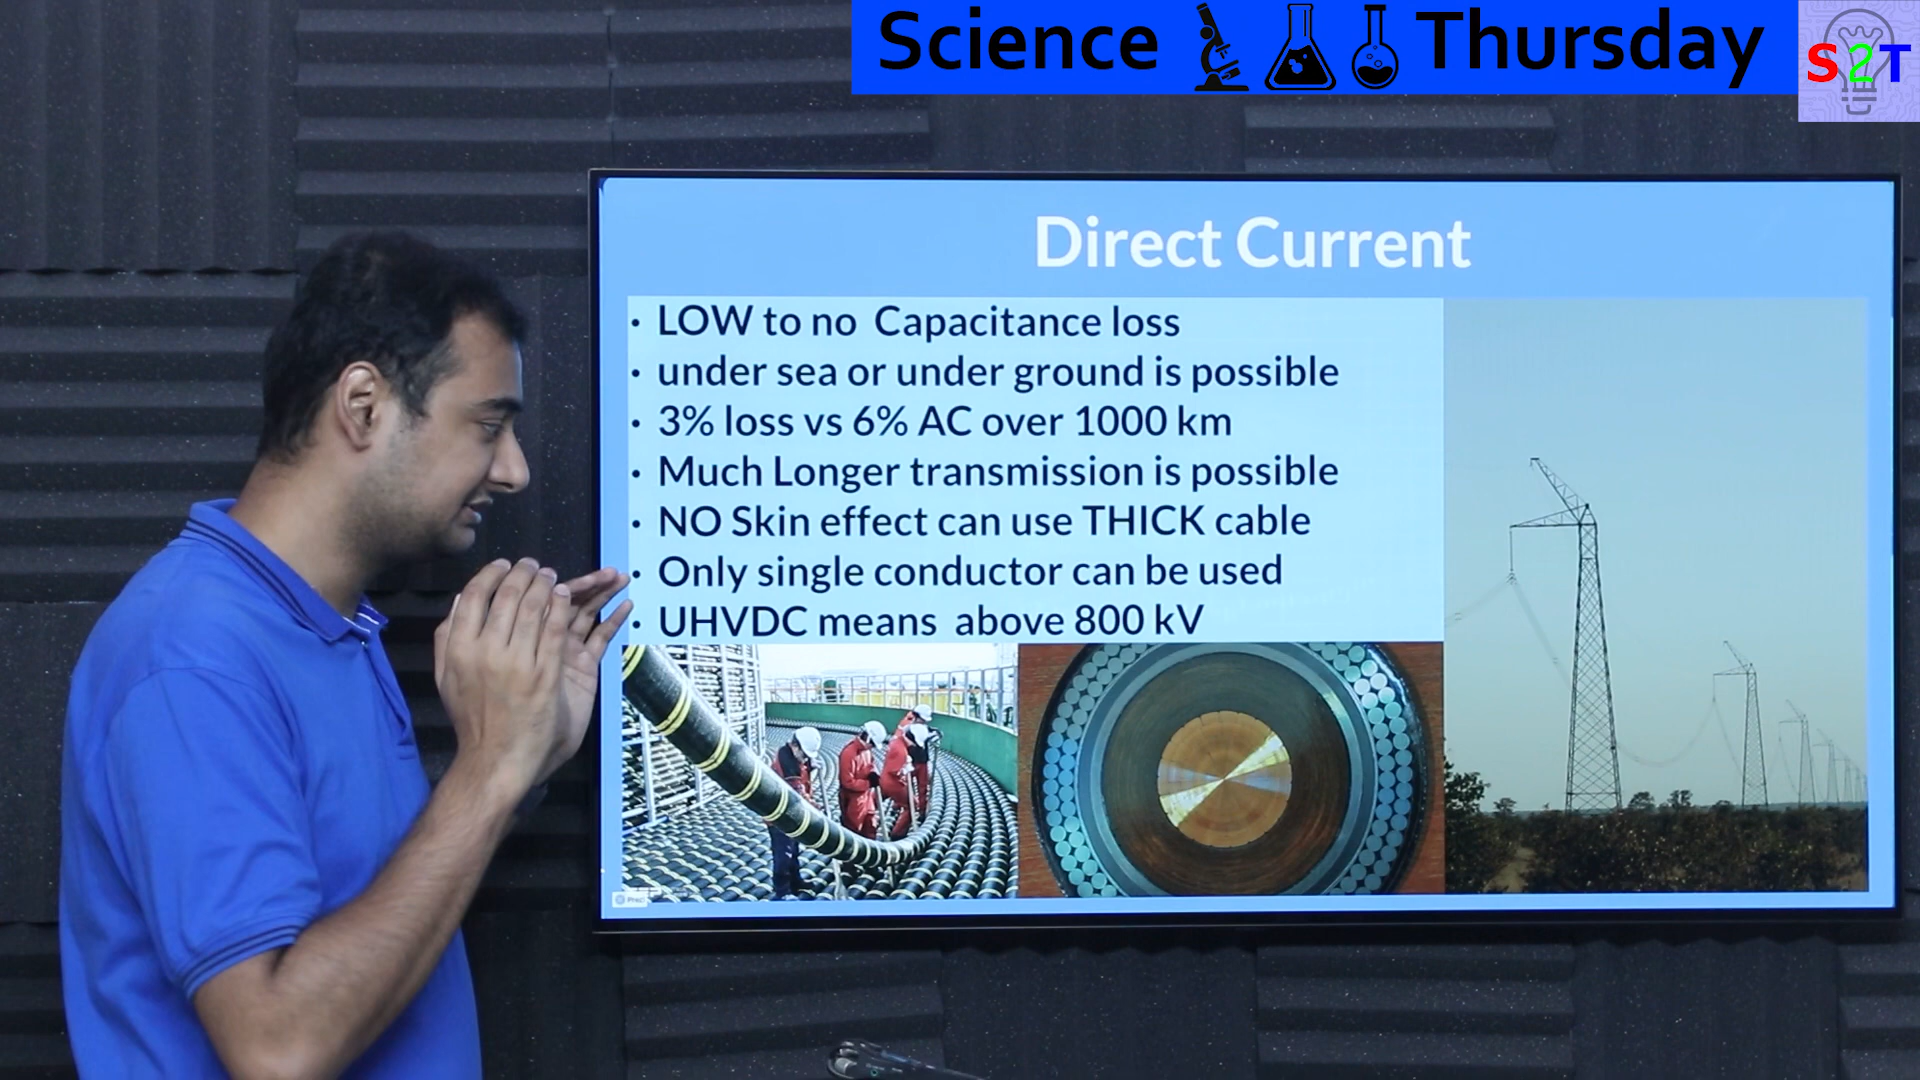 Science Thursday
S2T
Direct Current
• LOW to no Capacitance loss
• under sea or under ground is possible
• 3% loss vs 6% AC over 1000 km
• Much Longer transmission is possible
• NO Skin effect can use THICK cable
• Only single conductor can be used
• UHVDC means above 800 kV